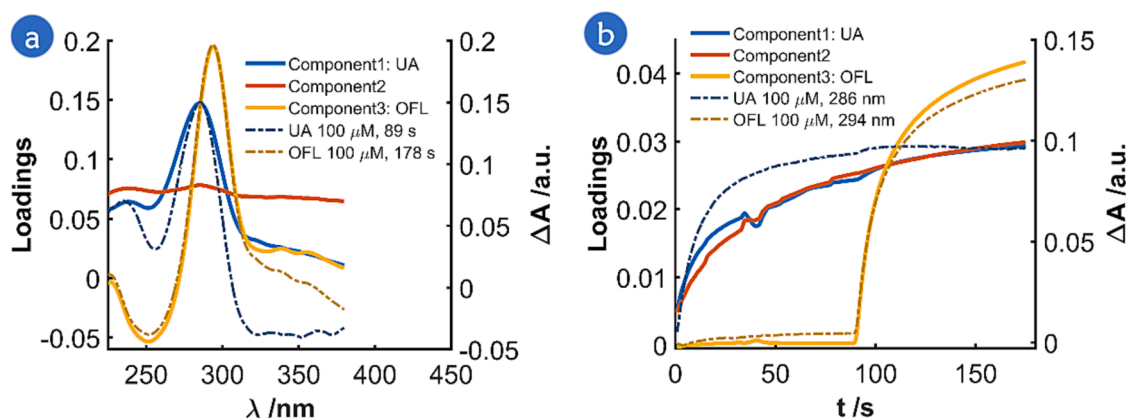 a
0.2
0.15
0.1
0.05
0
-0.05
Loadings
Component1: UA
Component2
Component3: OFL
UA 100 μM, 89 s
OFL 100 μM, 178 s
0.2
0.15
0.1
0.05
0
-0.05
ΔA /a.u.
250
300
350
400
450
λ /nm
b
0.04
0.03
0.02
0.01
0
Loadings
Component1: UA
Component2
Component3: OFL
UA 100 μM, 286 nm
OFL 100 μM, 294 nm
0.15
0.1
0.05
0
ΔA /a.u.
0
50
100
150
t /s